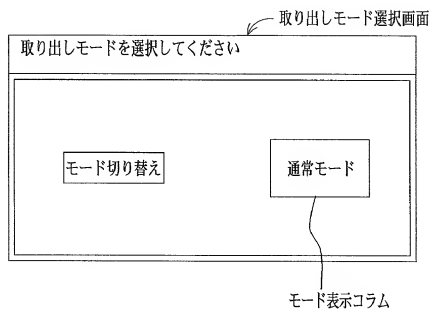 取り出しモード選択画面
取り出しモードを選択してください
モード切り替え
通常モード
モード表示コラム